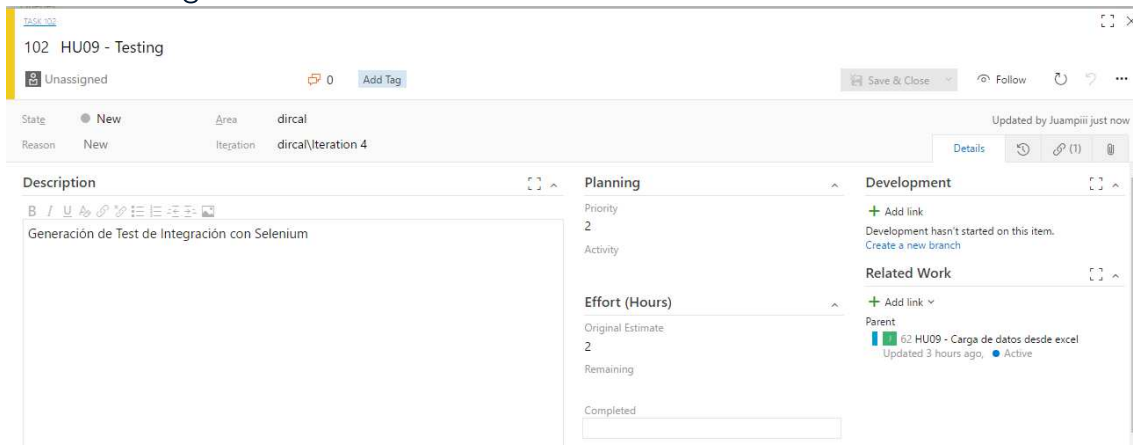 TASK 102
102 HU09 - Testing
Unassigned
0
Add Tag
Save & Close
Follow
State
New
Area
dircal
Updated by Juampiii just now
Reason
New
Iteration
dircal\Iteration 4
Details
(1)
Description
Planning
Development
B I U
Generación de Test de Integración con Selenium
Priority
2
Activity
Add link
Development hasn't started on this item.
Create a new branch
Related Work
Effort (Hours)
Original Estimate
2
Remaining
Completed
Add link
Parent
62 HU09 - Carga de datos desde excel
Updated 3 hours ago, Active